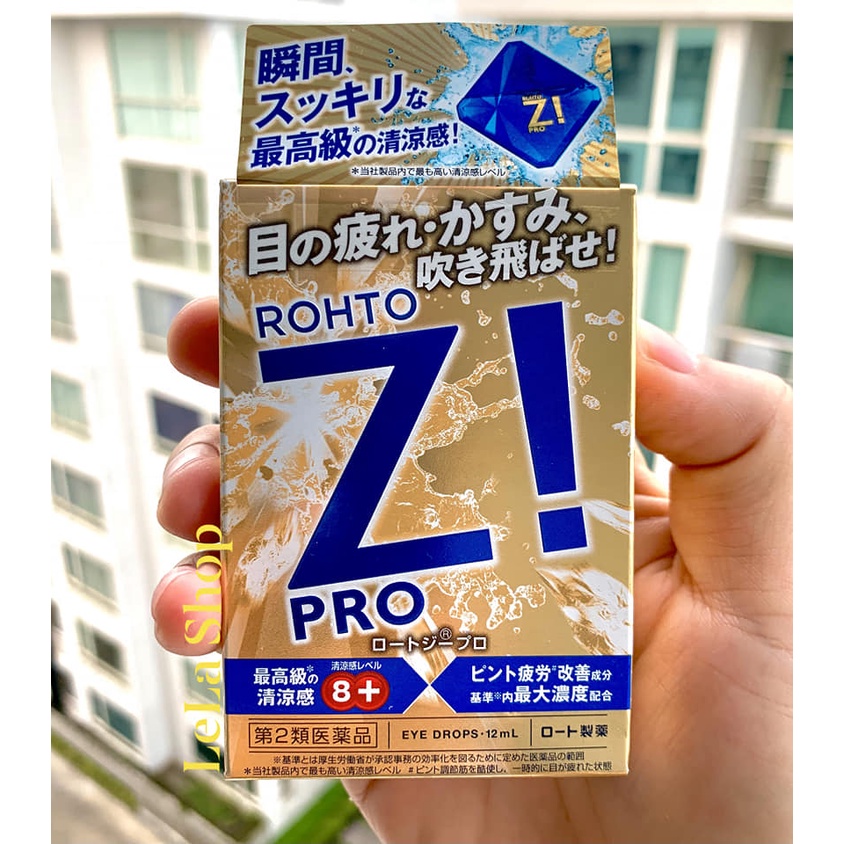 瞬間、
スッキリな
最高級*の清涼感!
*当社製品内で最も高い清涼感レベル
ROHTO
Z!
PRO
目の疲れ・かすみ、
吹き飛ばせ!
ROHTO
Z!
PRO
ロートジー®プロ
最高級※の
清涼感
清涼感レベル
8+
ピント疲労#改善成分
基準※内最大濃度配合
第2類医薬品
EYE DROPS・12mL
ロート製薬
※基準とは厚生労働省が承認事務の効率化を図るために定めた医薬品の範囲
*当社製品内で最も高い清涼感レベル #ピント調節筋を酷使し、一時的に目が疲れた状態
LeLa Shop